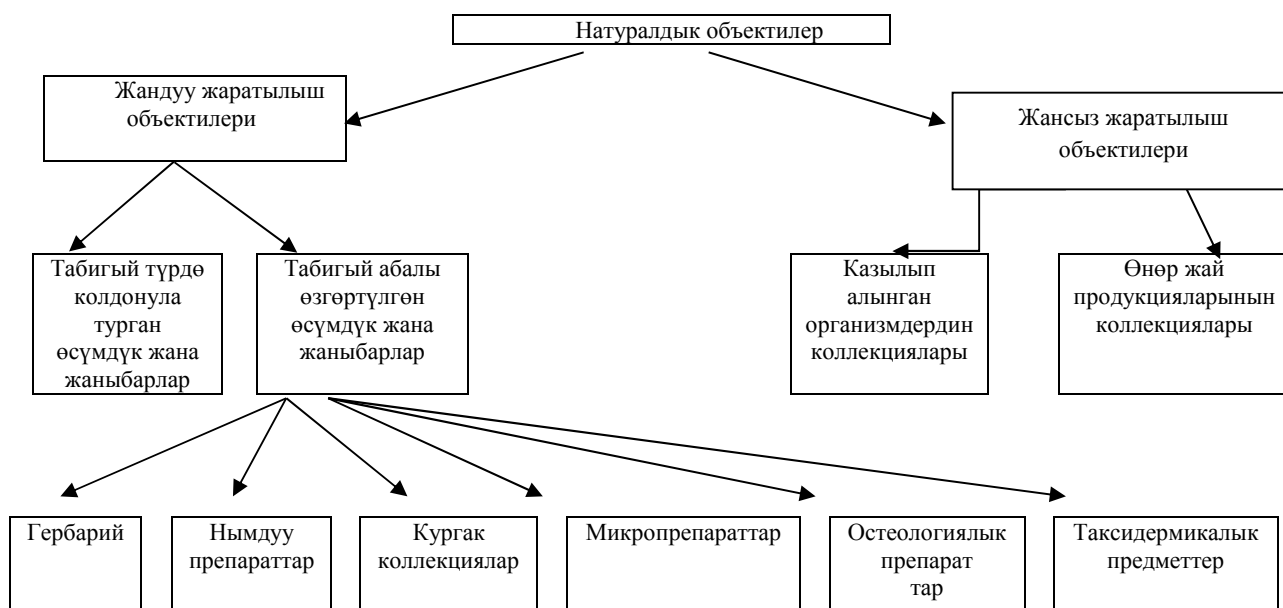 Натуралдык объектилер
Жандуу жаратылыш
объектилери
Жансыз жаратылыш
объектилери
Табигый түрдө
колдонула
турган
өсүмдүк жана
жаныбарлар
Табигый абалы
өзгөртүлгөн
өсүмдүк жана
жаныбарлар
Казылып
алынган
организмдердин
коллекциялары
Өнөр жай
продукцияларынын
коллекциялары
Гербарий
Нымдуу
препараттар
Кургак
коллекциялар
Микропрепараттар
Остеологиялык
препарат
тар
Таксидермикалык
предметтер